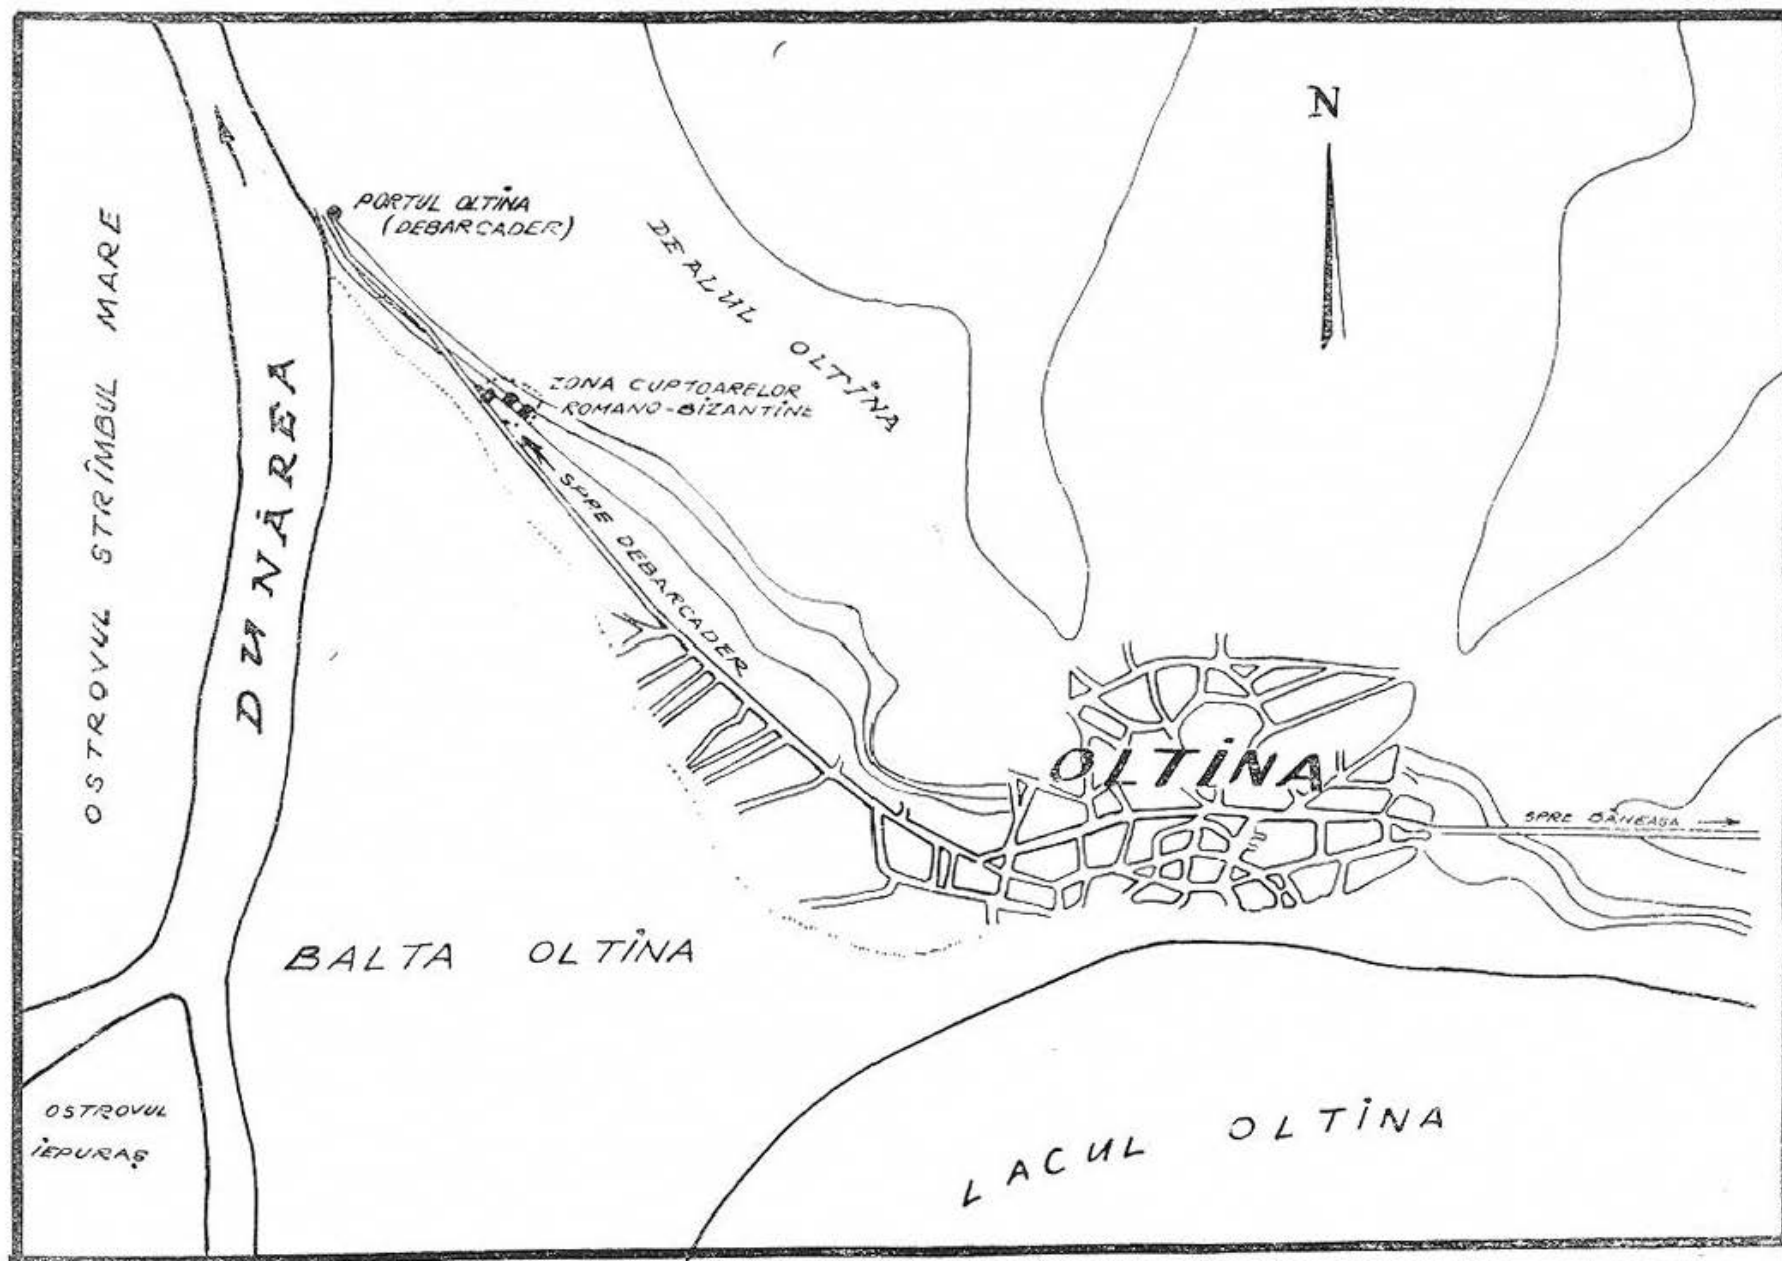 N
PORTUL OLTINA
(DEBARCADER)
DEALUL OLTINA
OSTROVUL STRÎMBUL MARE
DUNĂREA
ZONA CUPTOARELOR
ROMANO-BIZANTINE
SPRE DEBARCADER
OLTINA
SPRE BĂNEASA
BALTA OLTINA
OSTROVUL
IEPURAȘ
LACUL OLTINA